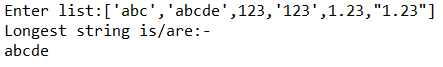 Enter list:['abc','abcde',123,'123',1.23,"1.23"]
Longest string is/are:-
abcde